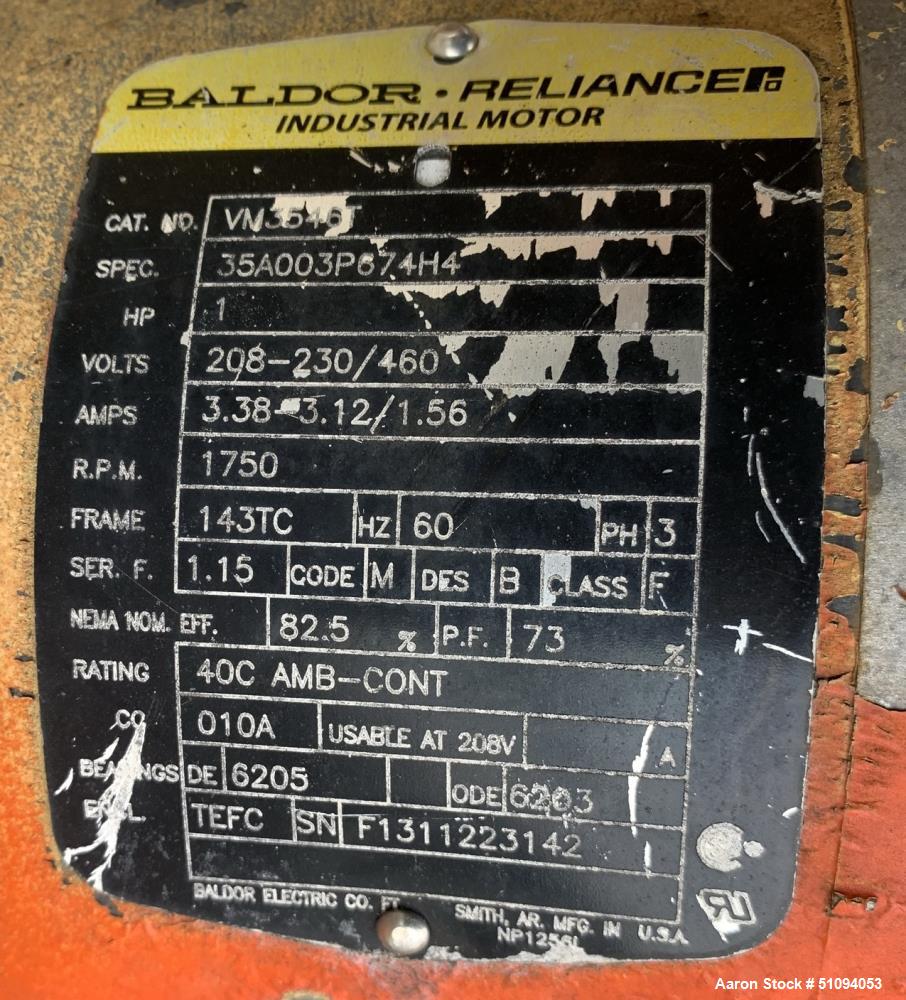 BALDOR • RELIANCE
INDUSTRIAL MOTOR
CAT. NO. VM3546T
SPEC. 35A003P674H4
HP 1
VOLTS 208-230/460
AMPS 3.38-3.12/1.56
R.P.M. 1750
FRAME 143TC HZ 60 PH 3
SER. F. 1.15 CODE M DES B CLASS F
NEMA NOM. EFF. 82.5 % P.F. 73 %
RATING 40C AMB-CONT
CC 010A USABLE AT 208V A
BEARINGS DE 6205 ODE 6203
ENCL. TEFC SN F1311223142
BALDOR ELECTRIC CO. FT. SMITH, AR. MFG. IN U.S.A.
NP1256L
Aaron Stock # 51094053